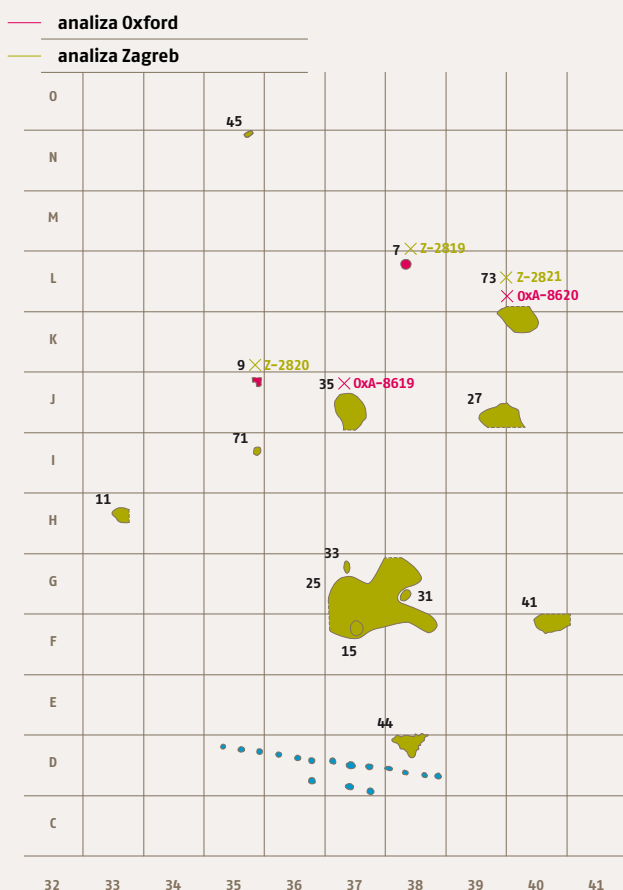 analiza Oxford
analiza Zagreb
O
45
N
M
7 Z-2819
L
73 Z-2821
OxA-8620
K
9 Z-2820
35 OxA-8619
J
27
71
I
11
H
33
G
25
31
41
F
15
E
44
D
C
32 33 34 35 36 37 38 39 40 41